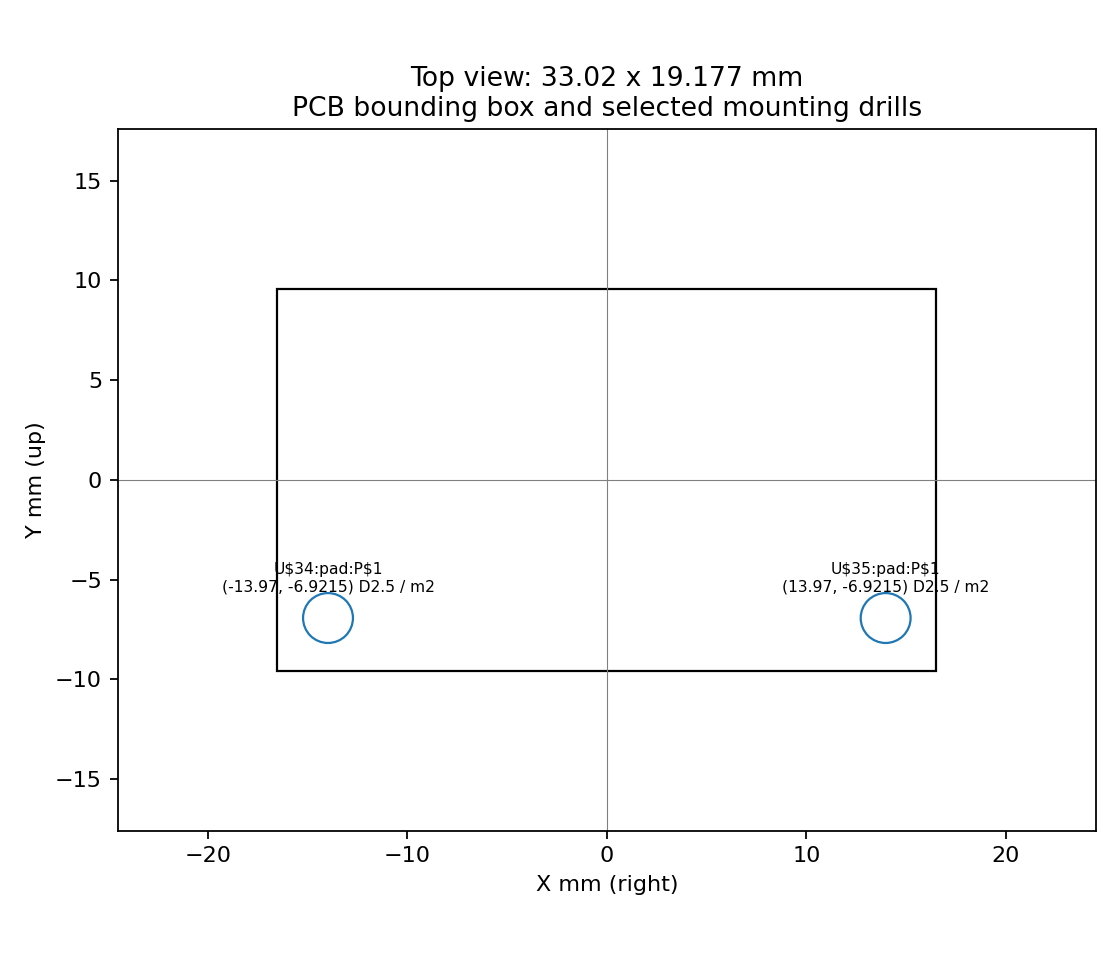 Top view: 33.02 x 19.177 mm
PCB bounding box and selected mounting drills
15
10
5
0
−5
−10
−15
Y mm (up)
U$34:pad:P$1
(-13.97, -6.9215) D2.5 / m2
U$35:pad:P$1
(13.97, -6.9215) D2.5 / m2
−20
−10
0
10
20
X mm (right)